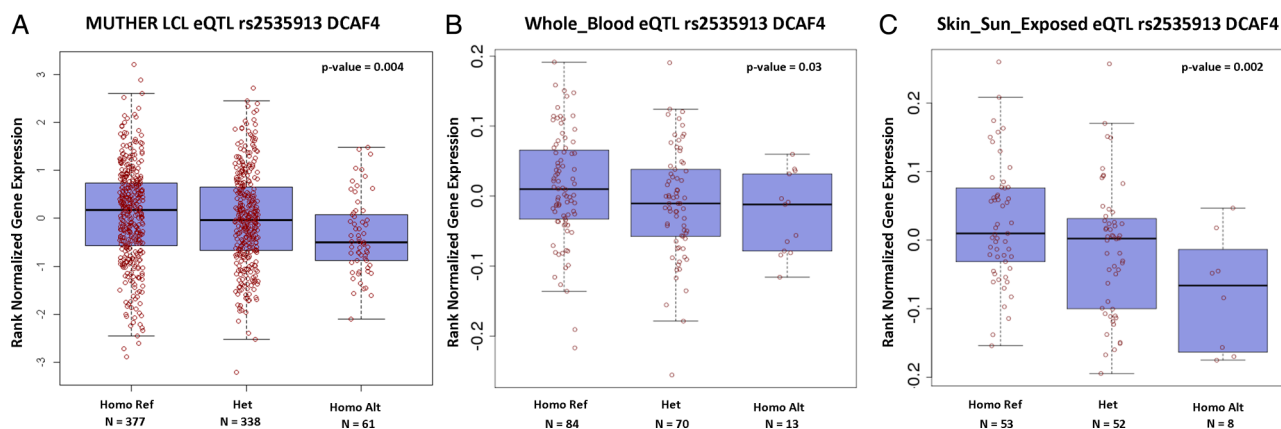 A
MUTHER LCL eQTL rs2535913 DCAF4
p-value = 0.004
Rank Normalized Gene Expression
3
2
1
0
-1
-2
-3
Homo Ref
Het
Homo Alt
N = 377
N = 338
N = 61
B
Whole_Blood eQTL rs2535913 DCAF4
p-value = 0.03
Rank Normalized Gene Expression
0.2
0.1
0.0
-0.1
-0.2
Homo Ref
Het
Homo Alt
N = 84
N = 70
N = 13
C
Skin_Sun_Exposed eQTL rs2535913 DCAF4
p-value = 0.002
Rank Normalized Gene Expression
0.2
0.1
0.0
-0.1
-0.2
Homo Ref
Het
Homo Alt
N = 53
N = 52
N = 8